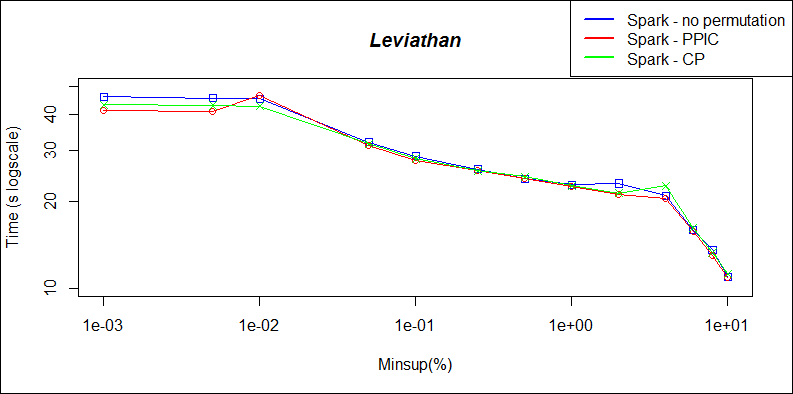 Leviathan
Spark - no permutation
Spark - PPIC
Spark - CP
Time (s logscale)
40
30
20
10
1e-03
1e-02
1e-01
1e+00
1e+01
Minsup(%)